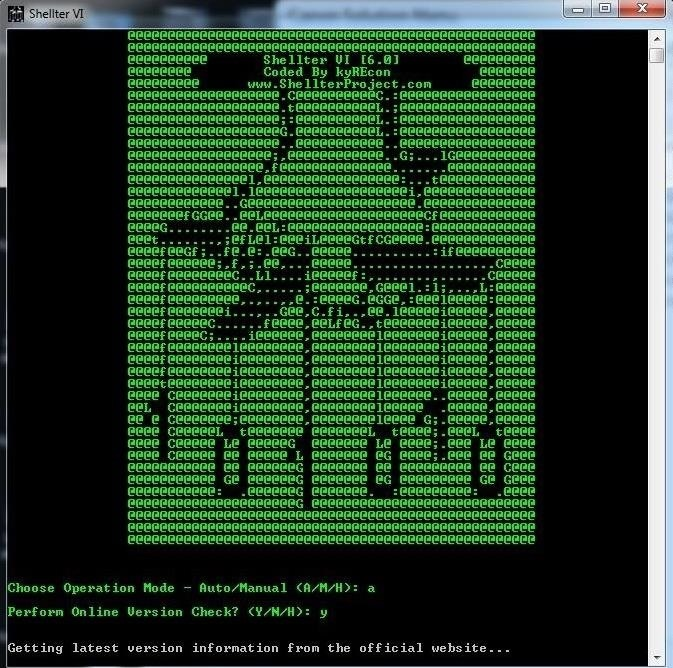 Shellter VI
Shellter VI [6.0]
Coded By kyREcon
www.ShellterProject.com
Choose Operation Mode - Auto/Manual (A/M/H): a
Perform Online Version Check? (Y/N/H): y
Getting latest version information from the official website...